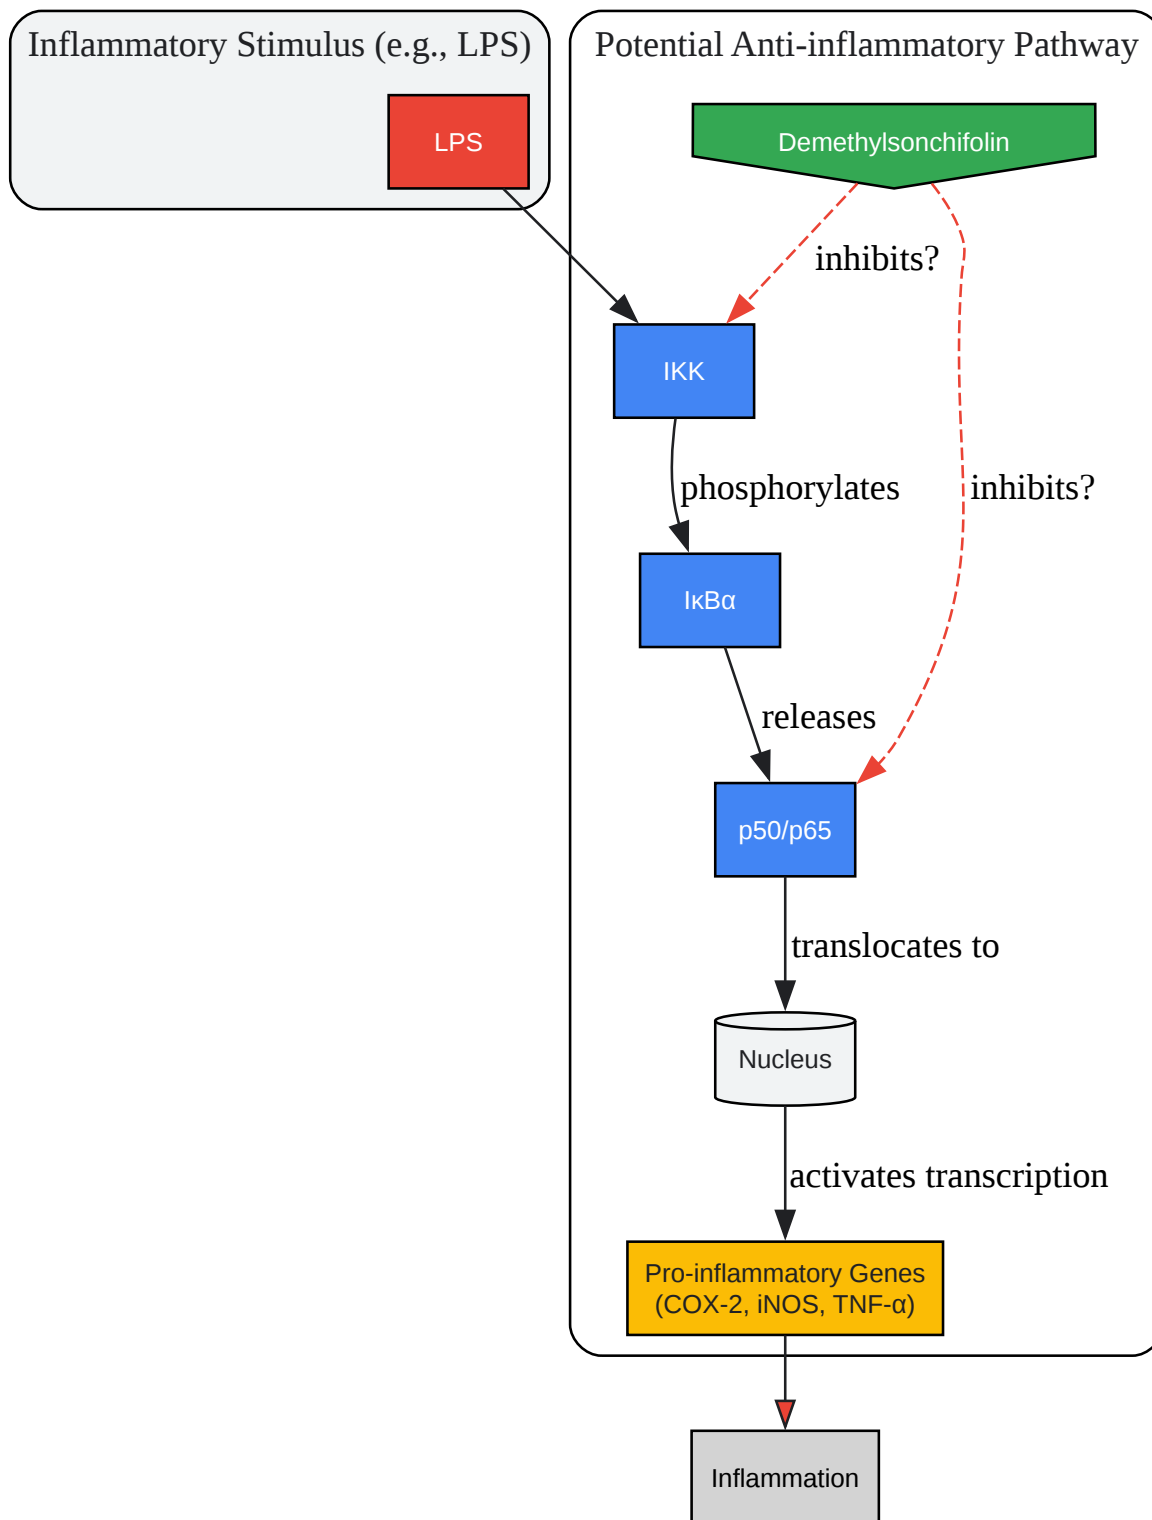 Inflammatory Stimulus (e.g., LPS)
Potential Anti-inflammatory Pathway
LPS
Demethylsonchifolin
inhibits?
IKK
phosphorylates
inhibits?
IκBα
releases
p50/p65
translocates to
Nucleus
activates transcription
Pro-inflammatory Genes
(COX-2, iNOS, TNF-α)
Inflammation